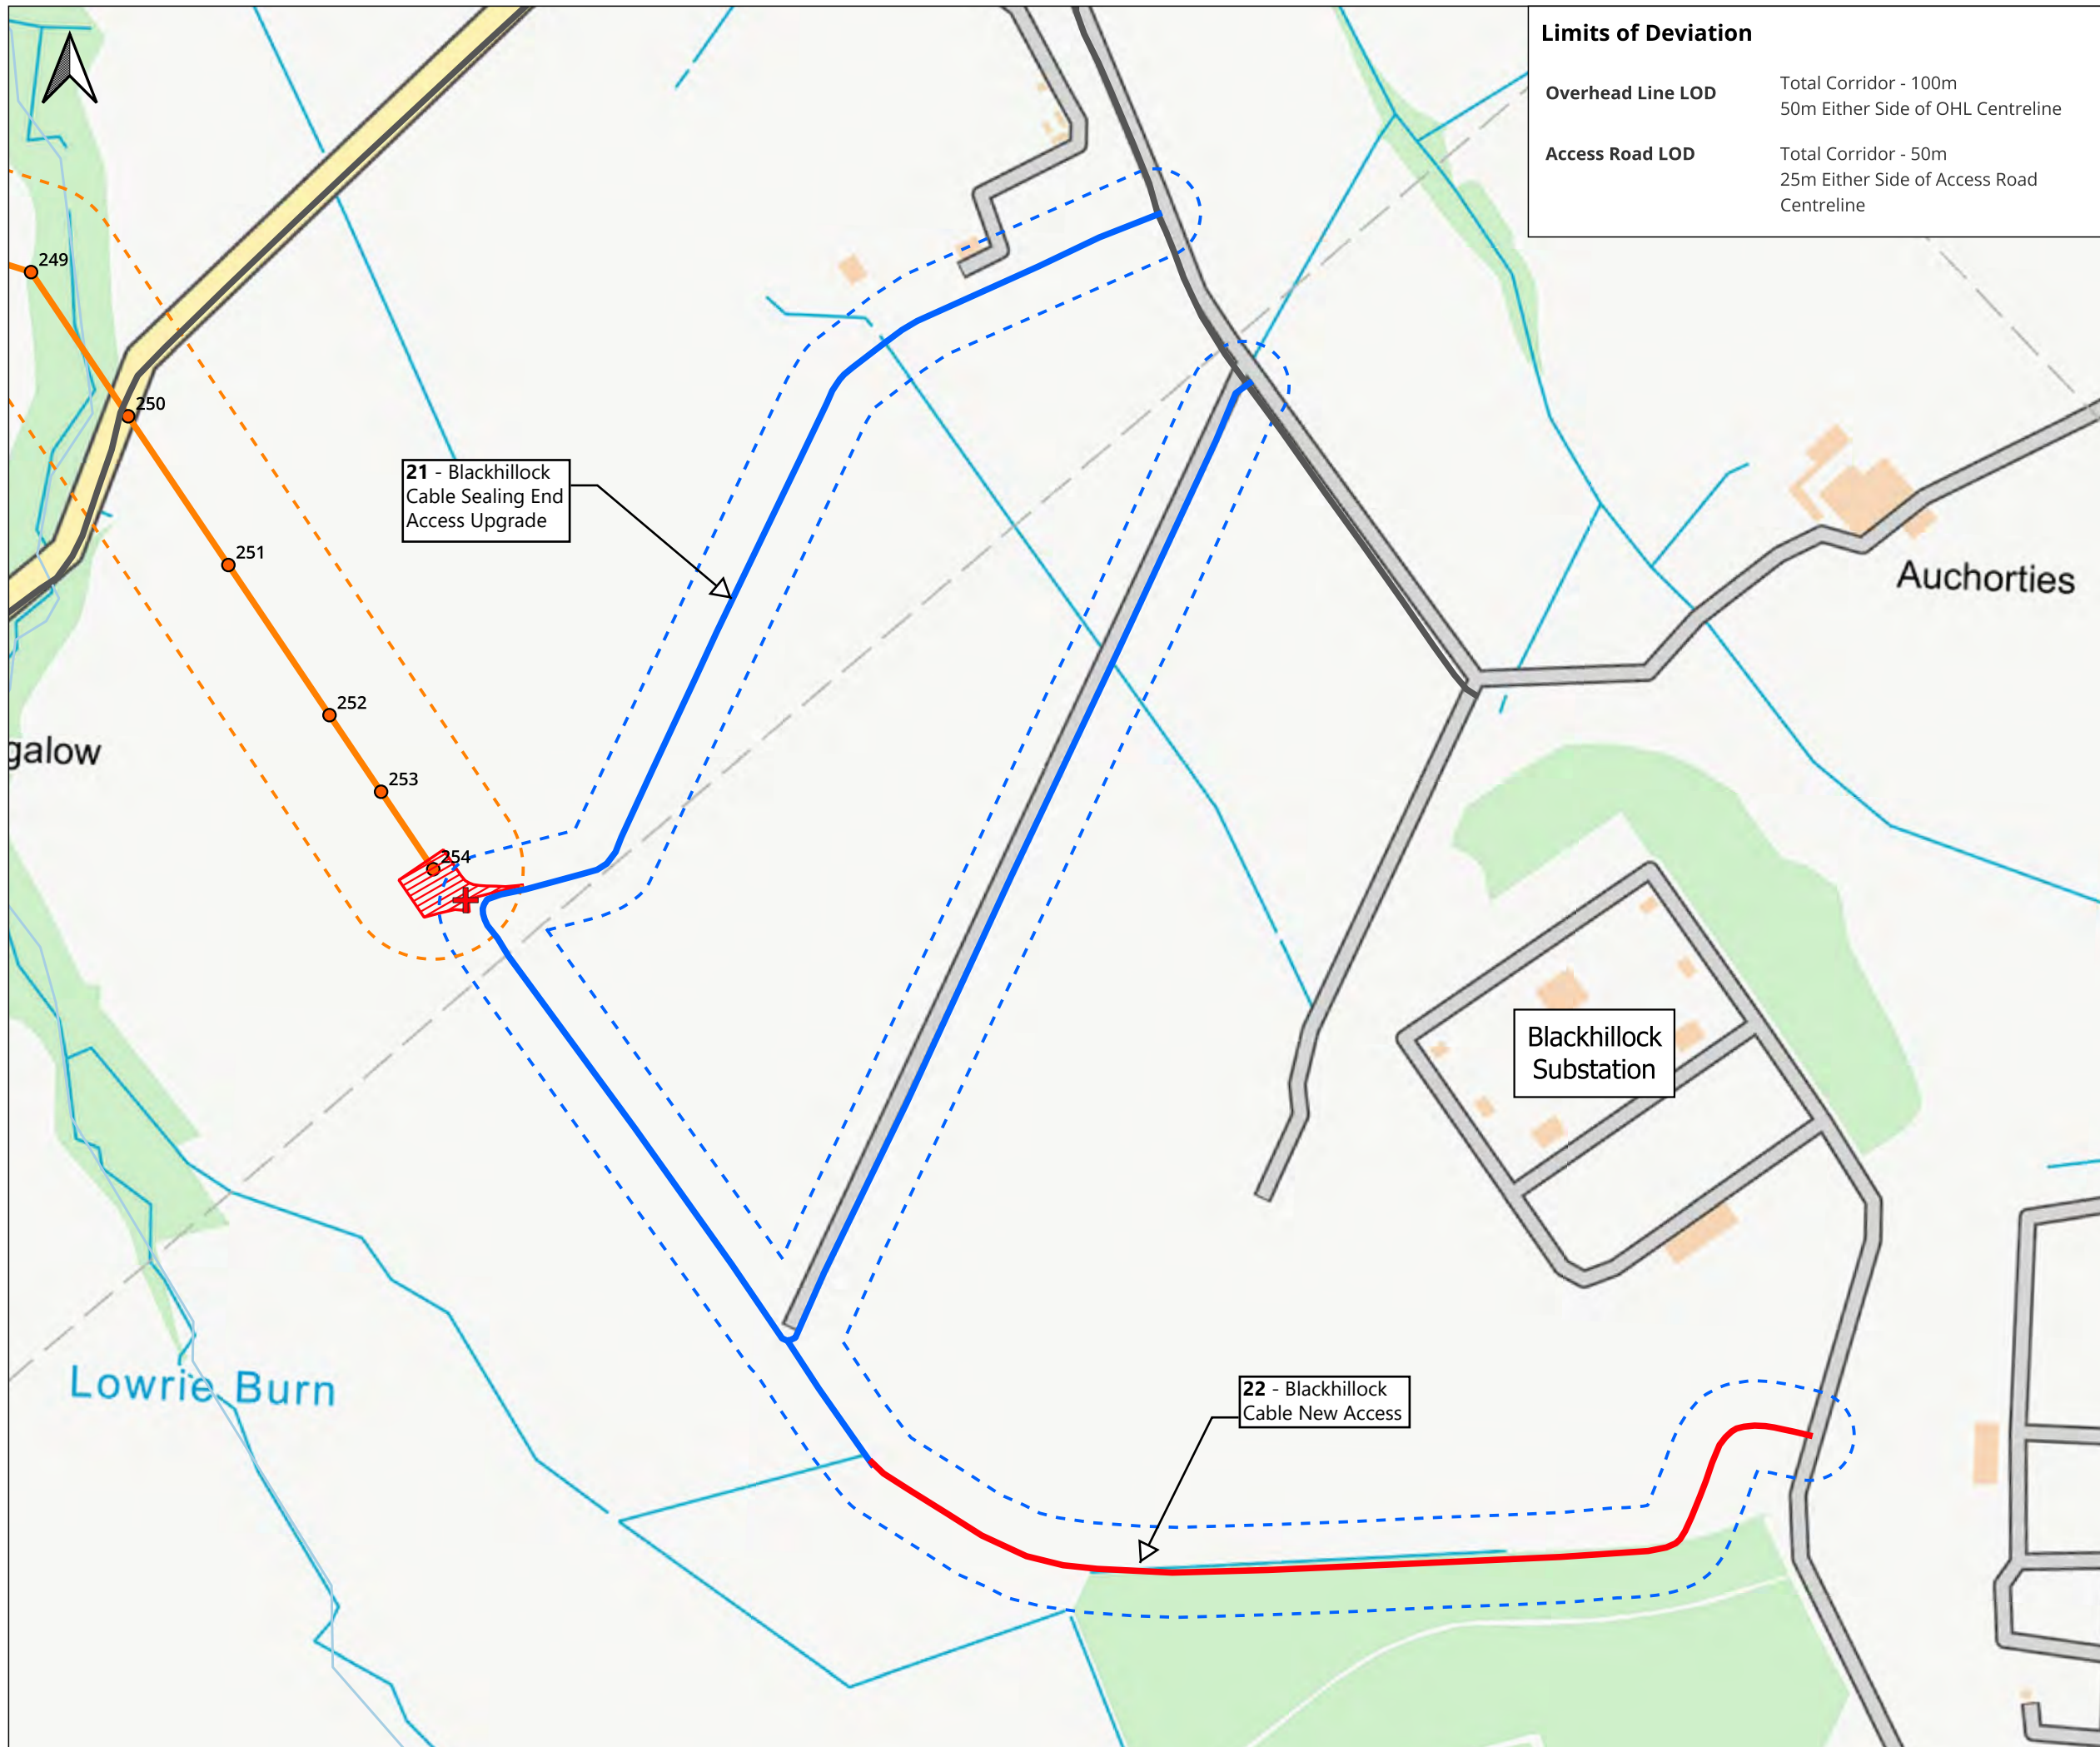 Limits of Deviation
Overhead Line LOD
Total Corridor - 100m
50m Either Side of OHL Centreline
Access Road LOD
Total Corridor - 50m
25m Either Side of Access Road
Centreline
249
250
21 - Blackhillock
Cable Sealing End
Access Upgrade
251
Auchorties
252
galow
253
254
Blackhillock
Substation
Lowrie Burn
22 - Blackhillock
Cable New Access